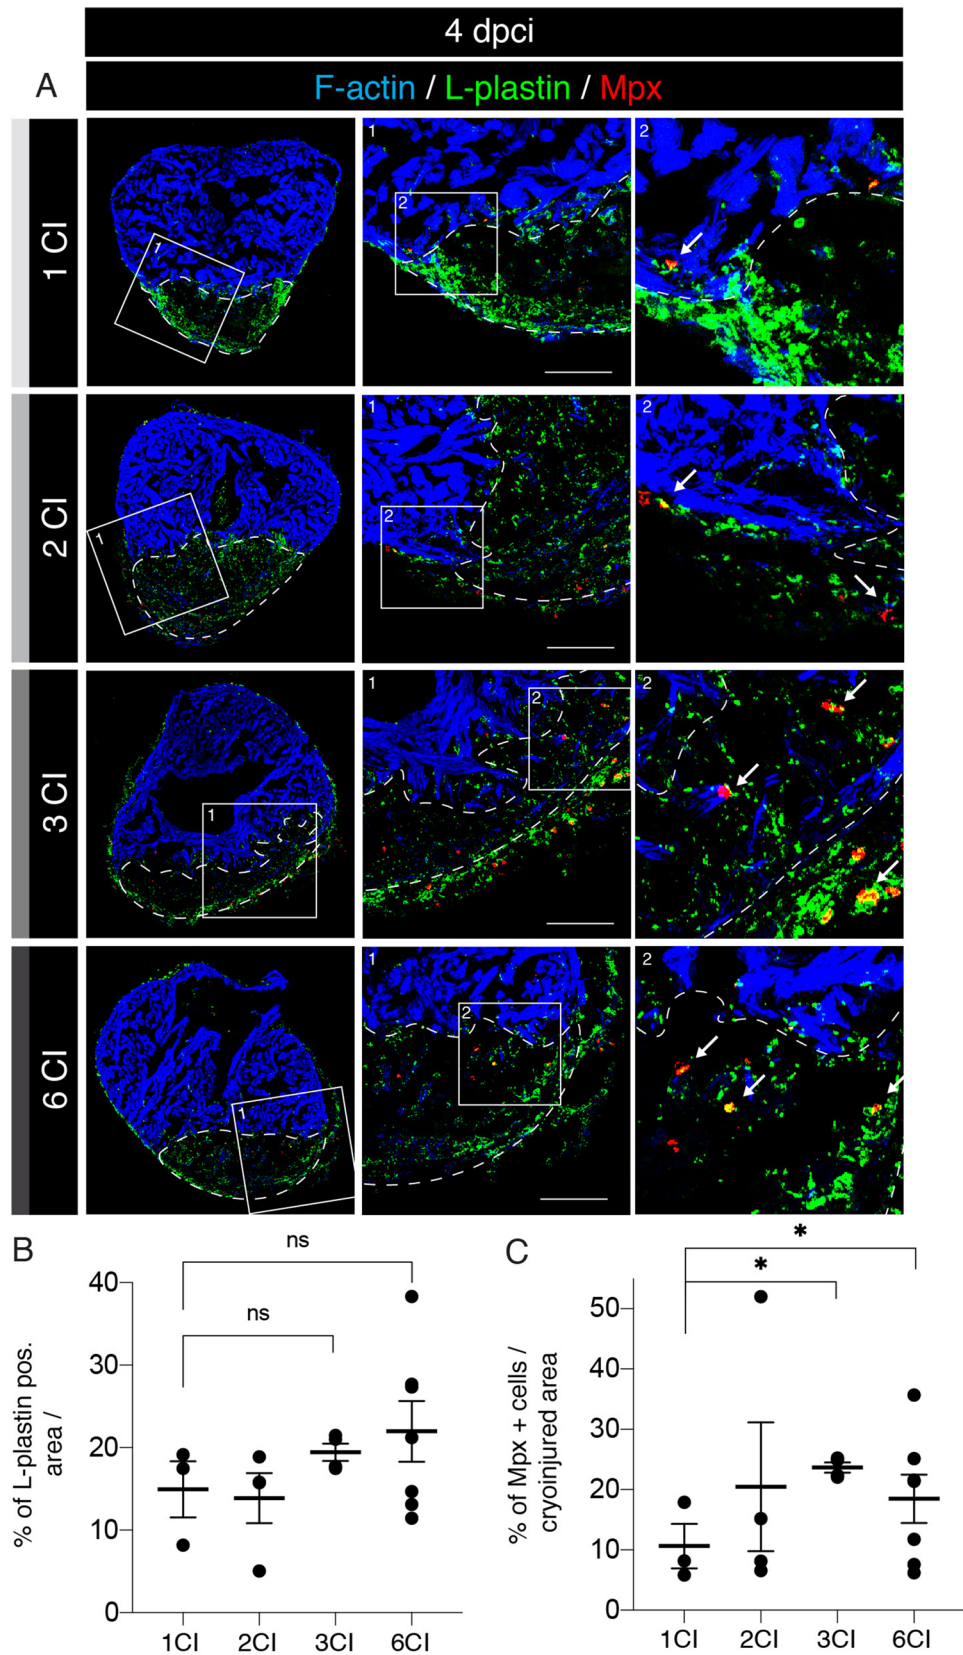 4 dpci
A
F-actin / L-plastin / Mpx
1 CI
1
1
2
2
2 CI
1
1
2
2
3 CI
1
1
2
2
6 CI
1
1
2
2
B
ns
ns
% of L-plastin pos.
area /
40
30
20
10
0
1CI
2CI
3CI
6CI
C
*
*
% of Mpx + cells /
cryoinjured area
50
40
30
20
10
0
1CI
2CI
3CI
6CI